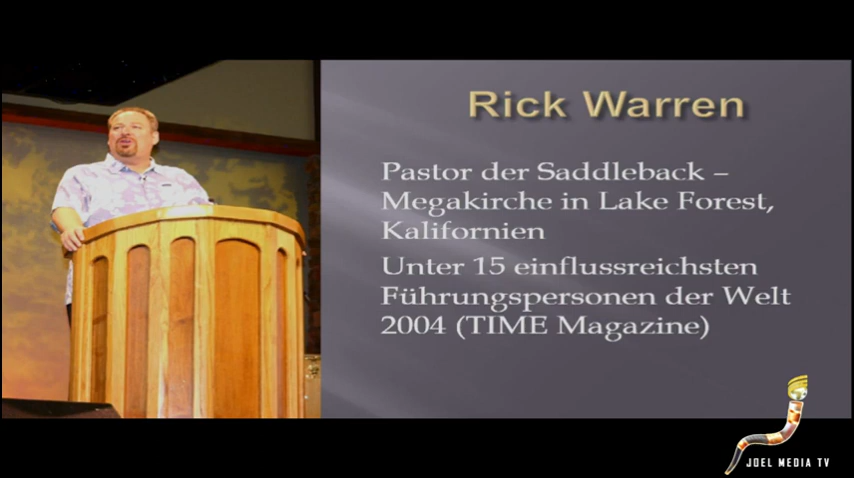 Rick Warren
Pastor der Saddleback –
Megakirche in Lake Forest,
Kalifornien
Unter 15 einflussreichsten
Führungspersonen der Welt
2004 (TIME Magazine)
JOEL MEDIA TV